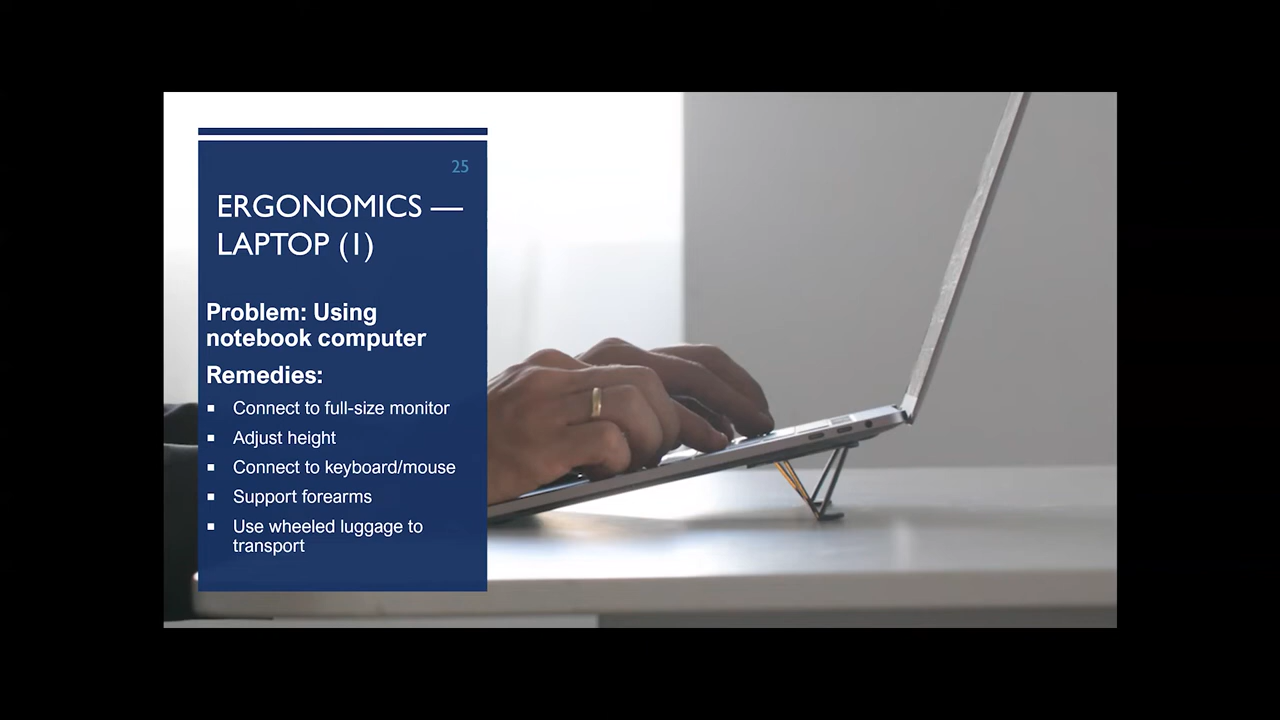 25
ERGONOMICS —
LAPTOP (1)
Problem: Using
notebook computer
Remedies:
▪ Connect to full-size monitor
▪ Adjust height
▪ Connect to keyboard/mouse
▪ Support forearms
▪ Use wheeled luggage to
transport